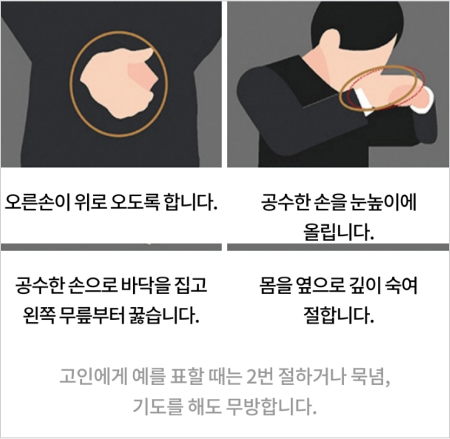 오른손이 위로 오도록 합니다.
공수한 손을 눈높이에
올립니다.
공수한 손으로 바닥을 집고
왼쪽 무릎부터 꿇습니다.
몸을 옆으로 깊이 숙여
절합니다.
고인에게 예를 표할 때는 2번 절하거나 묵념,
기도를 해도 무방합니다.